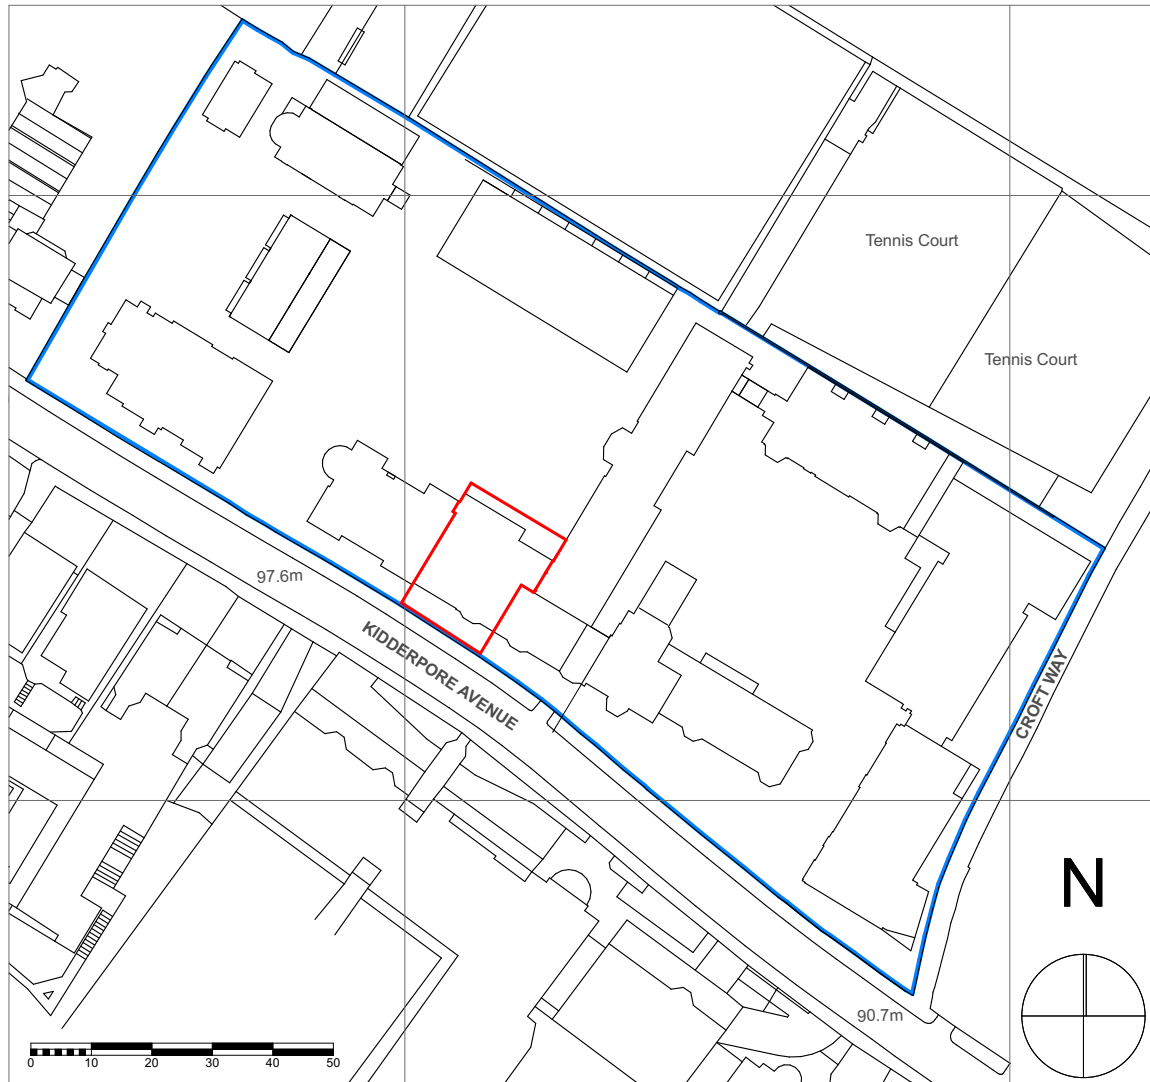 Tennis Court
Tennis Court
97.6m
KIDDERPORE AVENUE
CROFT WAY
N
90.7m
0 10 20 30 40 50